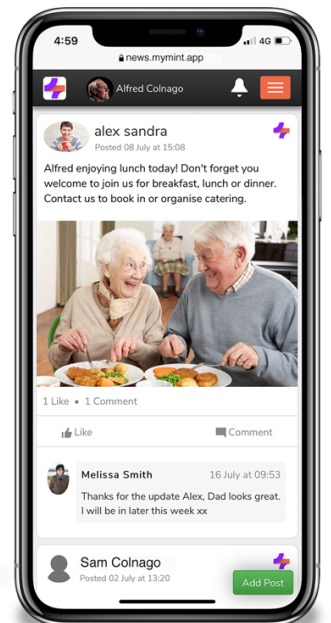 4:59
4G
news.mymint.app
Alfred Colnago
alex sandra
Posted 08 July at 15:08
Alfred enjoying lunch today! Don't forget you
welcome to join us for breakfast, lunch or dinner.
Contact us to book in or organise catering.
1 Like • 1 Comment
Like
Comment
Melissa Smith
16 July at 09:53
Thanks for the update Alex, Dad looks great.
I will be in later this week xx
Sam Colnago
Posted 02 July at 13:20
Add Post